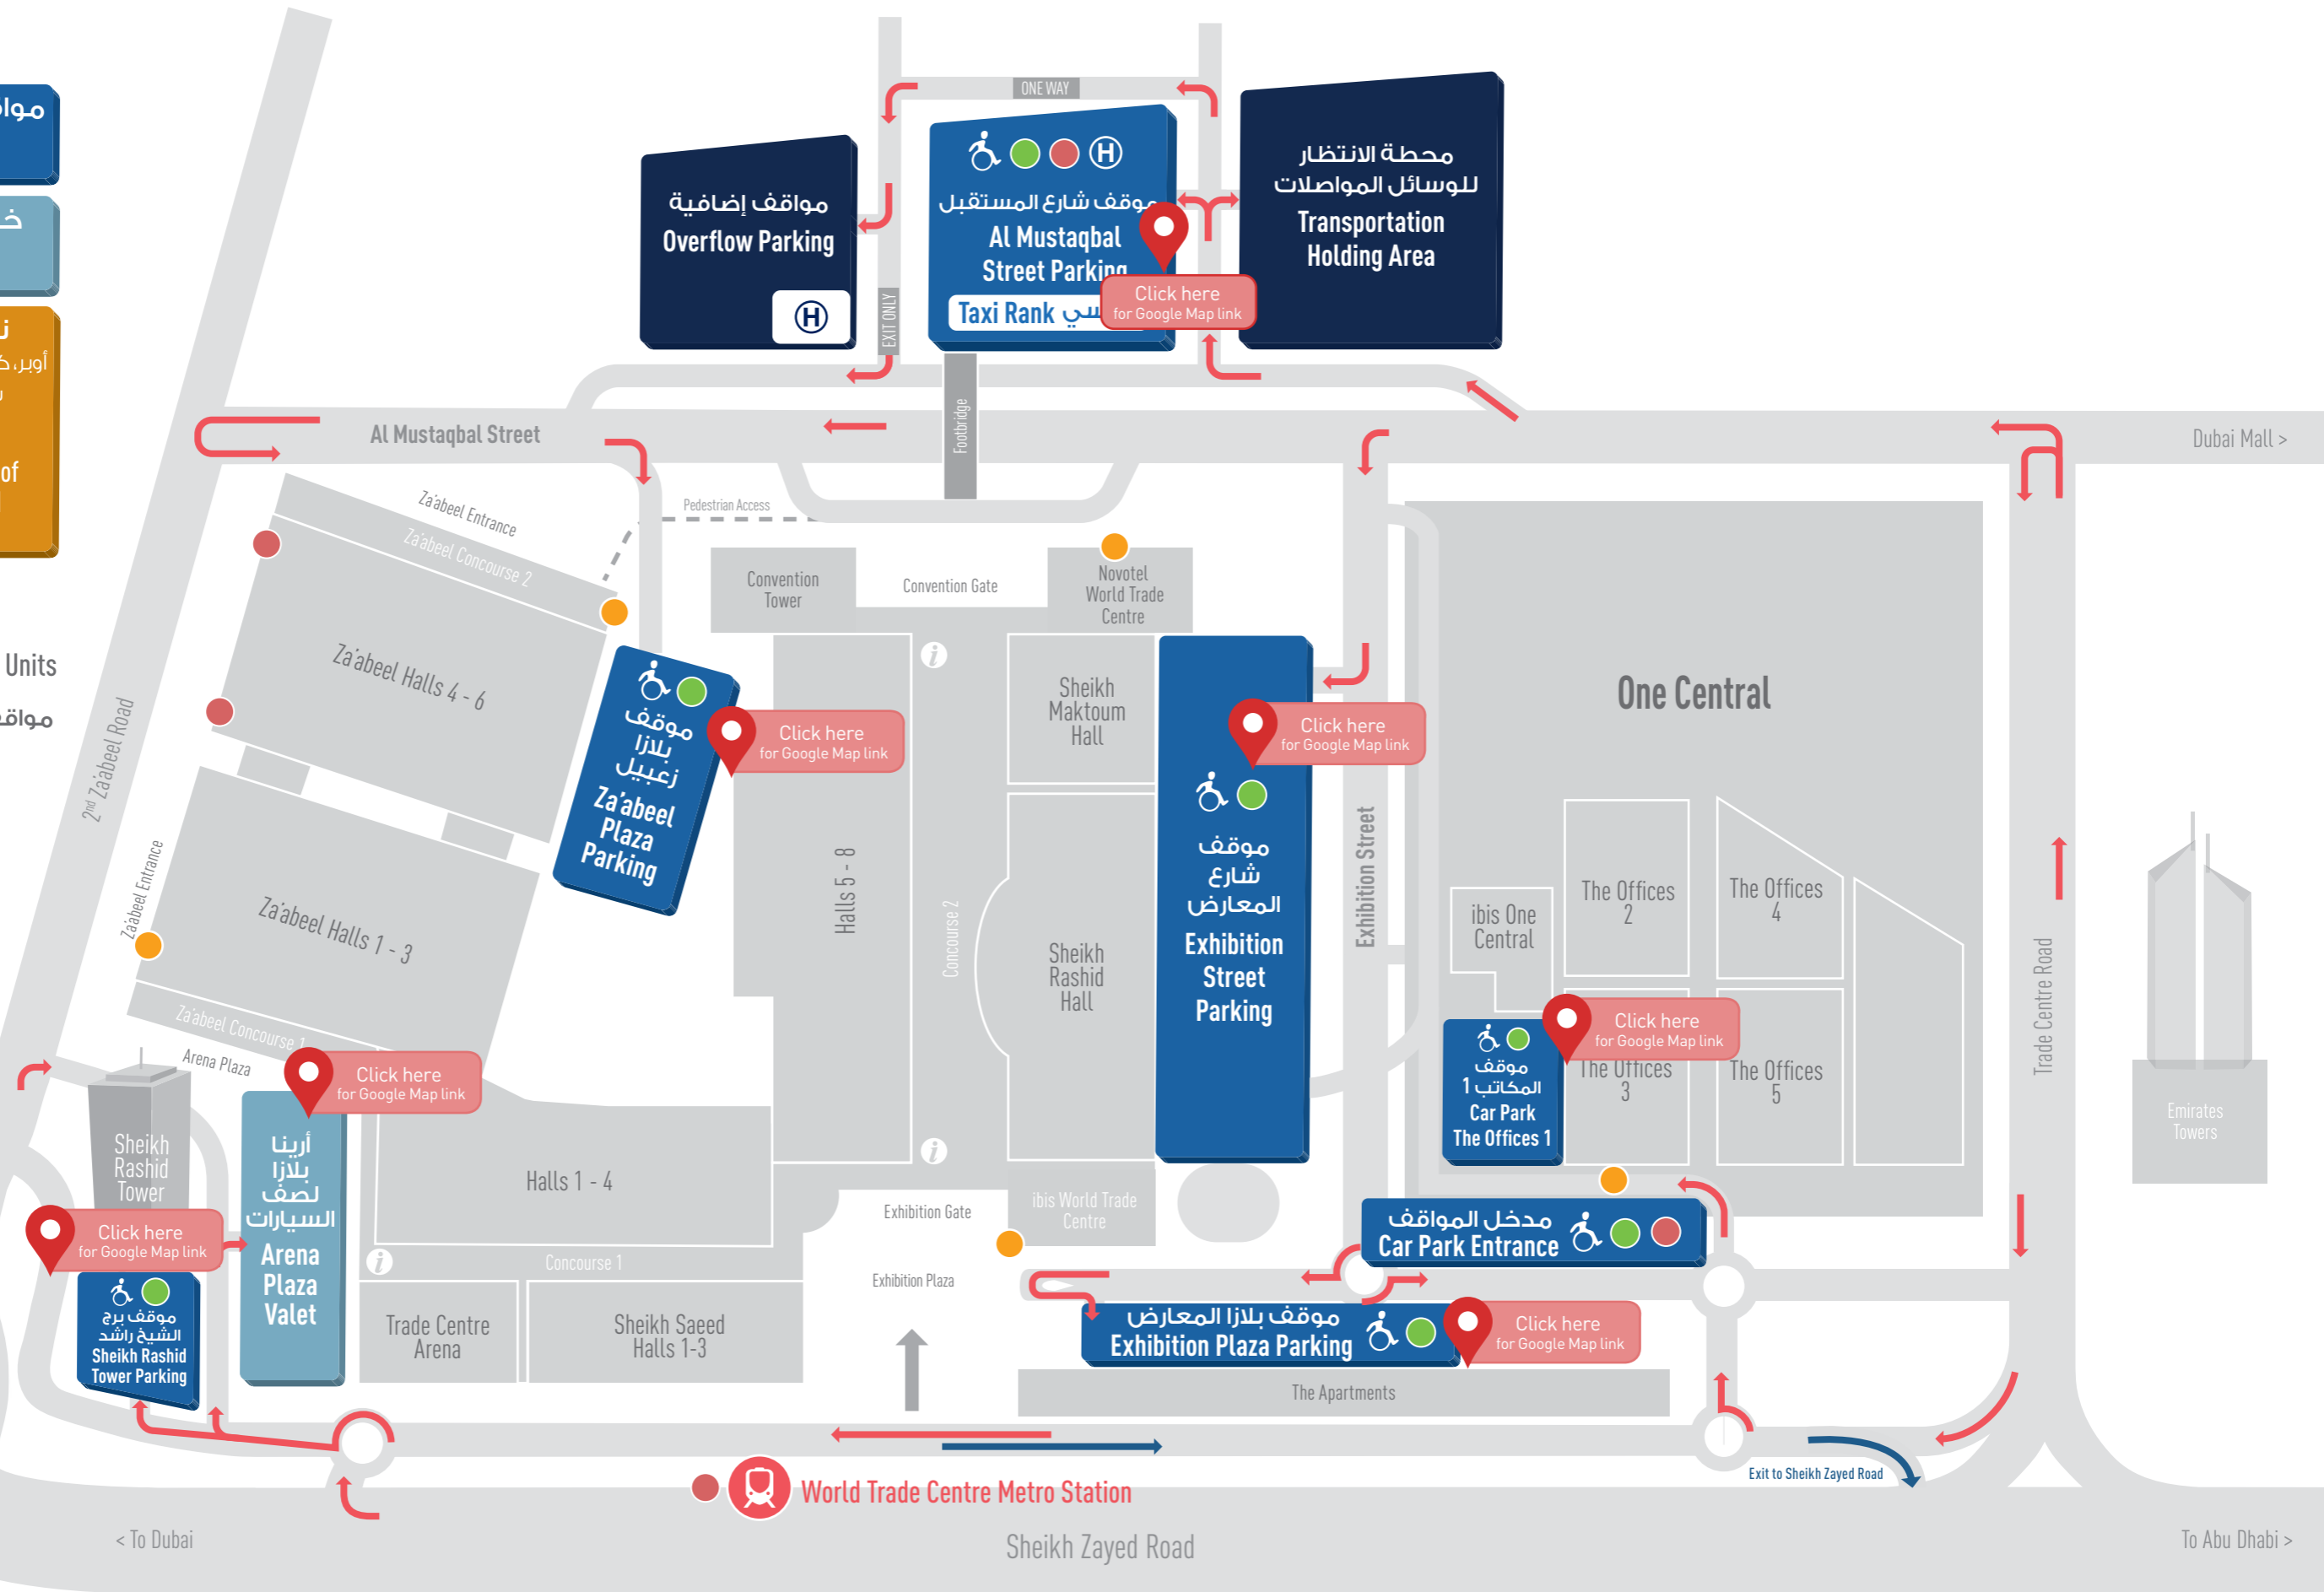 ONE WAY
مواقف إضافية
Overflow Parking
H
H
موقف شارع المستقبل
Al Mustaqbal
Street Parking
Taxi Rank
Click here
for Google Map link
محطة الانتظار
للوسائل المواصلات
Transportation
Holding Area
EXIT ONLY
Footbridge
Al Mustaqbal Street
Dubai Mall >
of
Units
Pedestrian Access
Za'abeel Entrance
Za'abeel Concourse 2
Za'abeel Halls 4 - 6
2nd Za'abeel Road
Convention
Tower
Convention Gate
Novotel
World Trade
Centre
موقف
بلازا
زعبيل
Za'abeel
Plaza
Parking
Click here
for Google Map link
Sheikh
Maktoum
Hall
Click here
for Google Map link
One Central
موقف
شارع
المعارض
Exhibition
Street
Parking
Exhibition Street
Halls 5 - 8
Concourse 2
Sheikh
Rashid
Hall
Za'abeel Entrance
Za'abeel Halls 1 - 3
Za'abeel Concourse 1
Arena Plaza
Click here
for Google Map link
ibis One
Central
The Offices
2
The Offices
4
Click here
for Google Map link
The Offices
3
The Offices
5
موقف
المكاتب 1
Car Park
The Offices 1
Trade Centre Road
Emirates
Towers
Sheikh
Rashid
Tower
Click here
for Google Map link
أرينا
بلازا
لصف
السيارات
Arena
Plaza
Valet
موقف برج
الشيخ راشد
Sheikh Rashid
Tower Parking
Halls 1 - 4
i
i
i
Concourse 1
Trade Centre
Arena
Sheikh Saeed
Halls 1-3
Exhibition Gate
Exhibition Plaza
ibis World Trade
Centre
مدخل المواقف
Car Park Entrance
موقف بلازا المعارض
Exhibition Plaza Parking
Click here
for Google Map link
The Apartments
Exit to Sheikh Zayed Road
World Trade Centre Metro Station
< To Dubai
Sheikh Zayed Road
To Abu Dhabi >